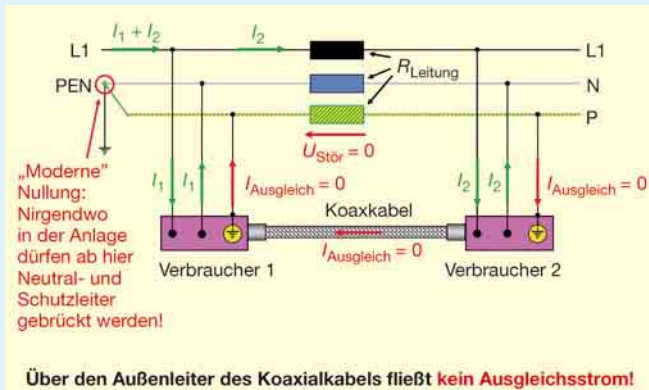 I1 + I2
I2
L1
L1
RLeitung
PEN
N
P
UStör = 0
„Moderne"
Nullung:
Nirgendwo
in der Anlage
dürfen ab hier
Neutral- und
Schutzleiter
gebrückt werden!
I1
I1
IAusgleich = 0
I2
I2
IAusgleich = 0
Koaxkabel
IAusgleich = 0
Verbraucher 1
Verbraucher 2
Über den Außenleiter des Koaxialkabels fließt kein Ausgleichsstrom!